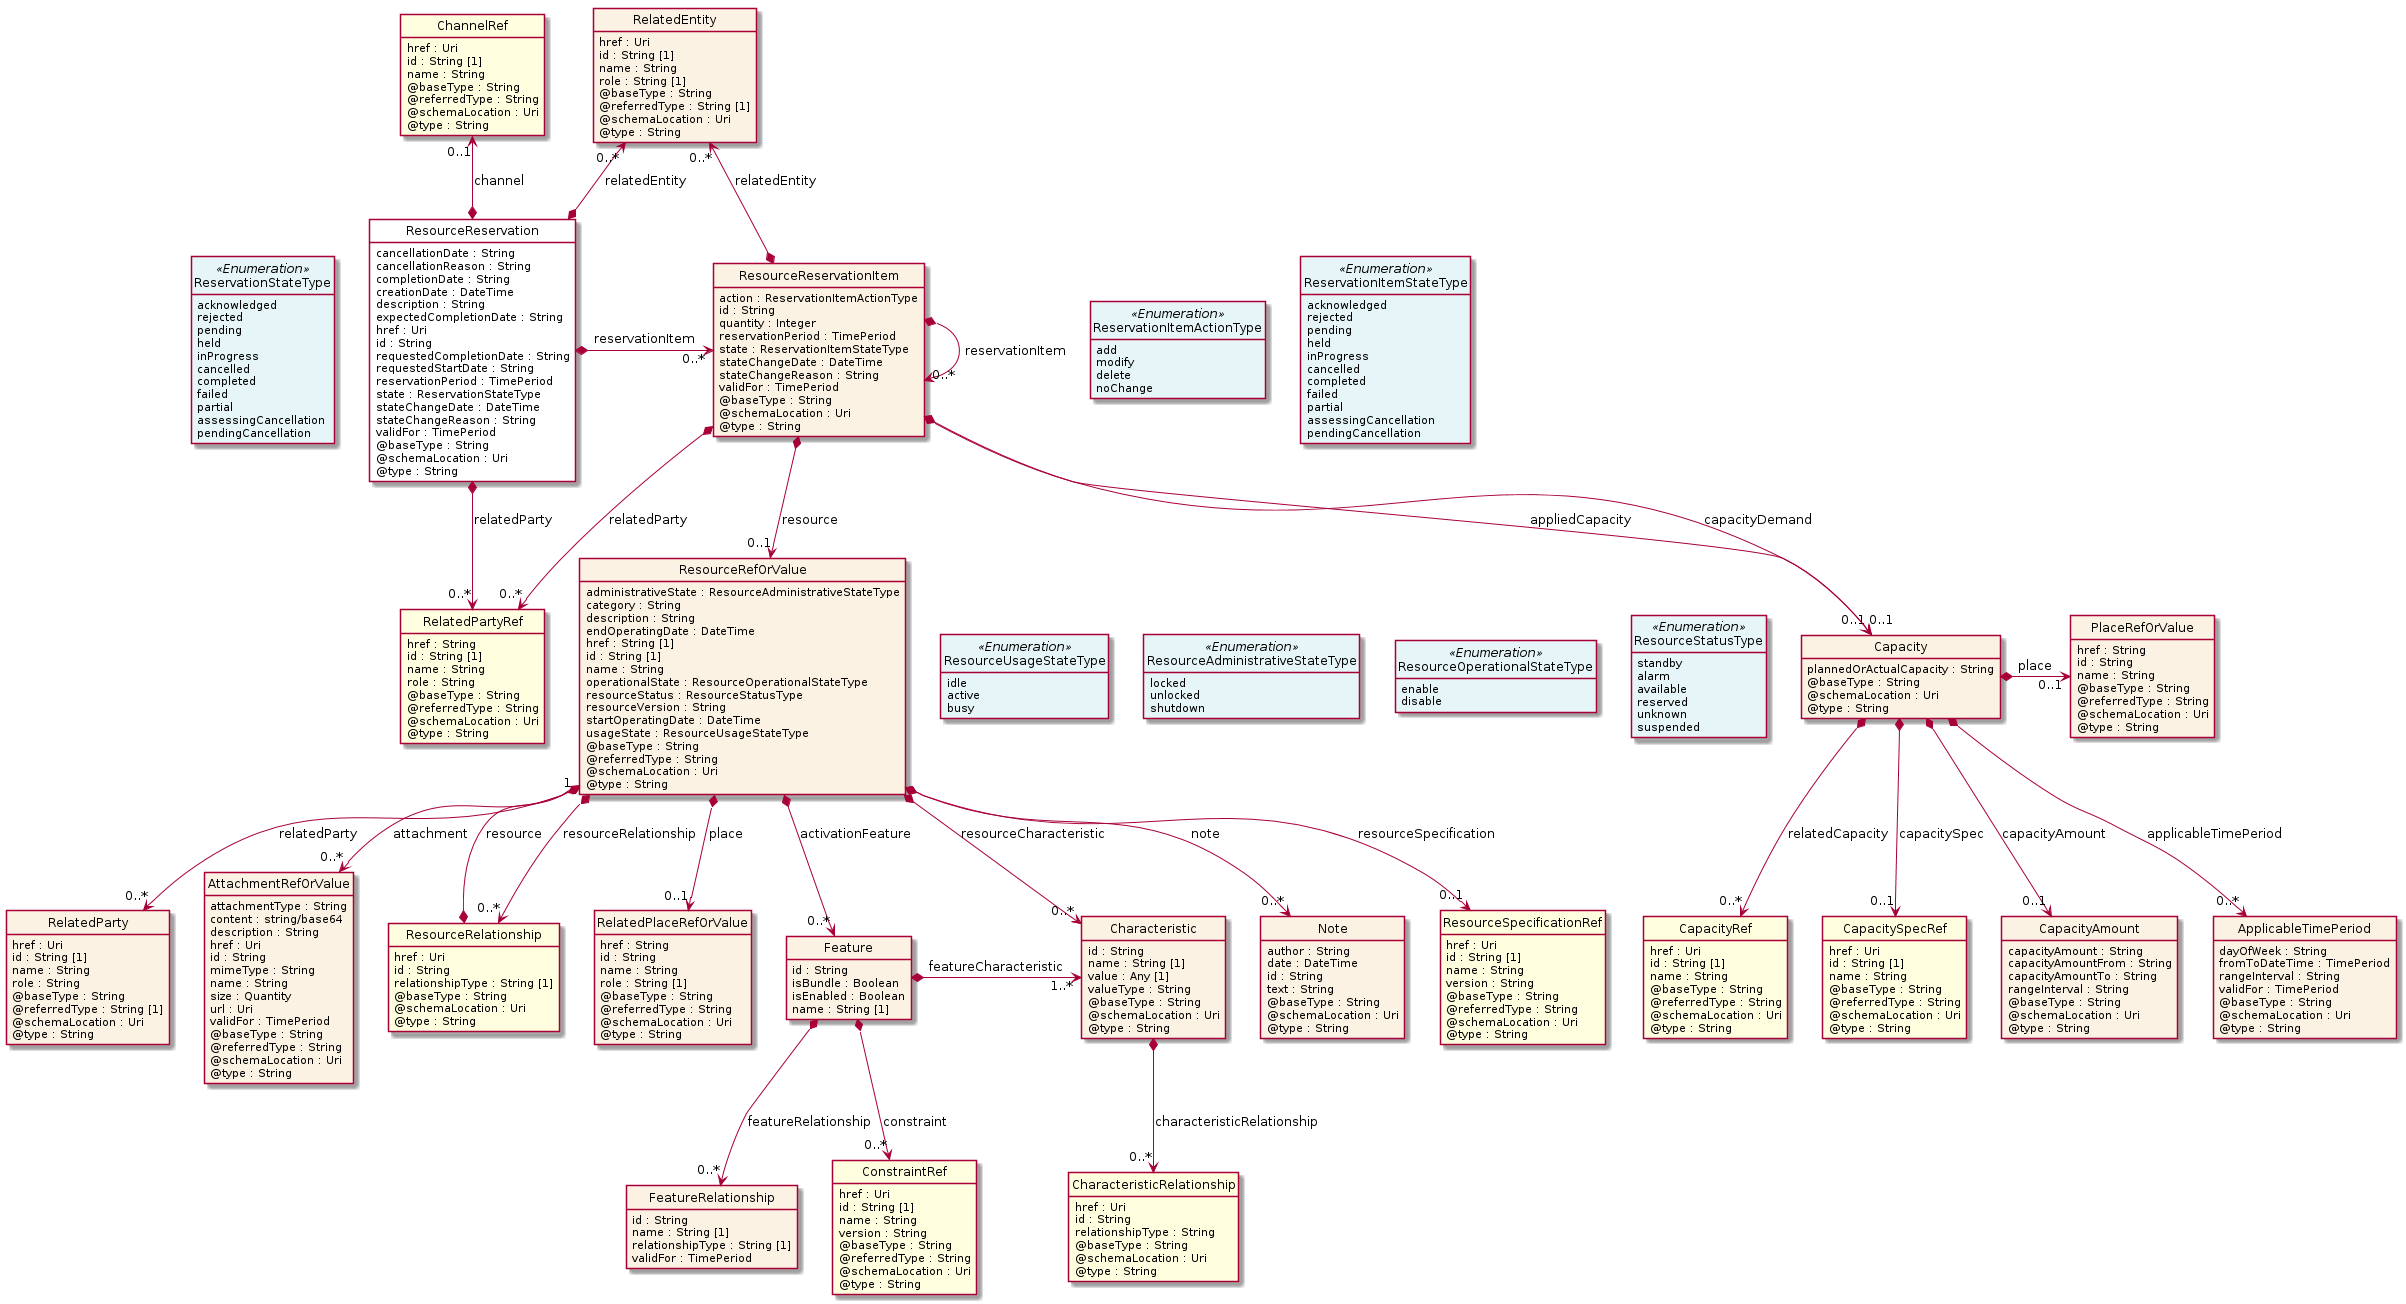 ChannelRef
href : Uri
id : String [1]
name : String
@baseType : String
@referredType : String
@schemaLocation : Uri
@type : String
RelatedEntity
href : Uri
id : String [1]
name : String
role : String [1]
@baseType : String
@referredType : String [1]
@schemaLocation : Uri
@type : String
0..1
0..*
0..*
channel
relatedEntity
relatedEntity
«Enumeration»
ReservationStateType
acknowledged
rejected
pending
held
inProgress
cancelled
completed
failed
partial
assessingCancellation
pendingCancellation
ResourceReservation
cancellationDate : String
cancellationReason : String
completionDate : String
creationDate : DateTime
description : String
expectedCompletionDate : String
href : Uri
id : String
requestedCompletionDate : String
requestedStartDate : String
reservationPeriod : TimePeriod
state : ReservationStateType
stateChangeDate : DateTime
stateChangeReason : String
validFor : TimePeriod
@baseType : String
@schemaLocation : Uri
@type : String
reservationItem
0..*
ResourceReservationItem
action : ReservationItemActionType
id : String
quantity : Integer
reservationPeriod : TimePeriod
state : ReservationItemStateType
stateChangeDate : DateTime
stateChangeReason : String
validFor : TimePeriod
@baseType : String
@schemaLocation : Uri
@type : String
reservationItem
0..*
«Enumeration»
ReservationItemActionType
add
modify
delete
noChange
«Enumeration»
ReservationItemStateType
acknowledged
rejected
pending
held
inProgress
cancelled
completed
failed
partial
assessingCancellation
pendingCancellation
relatedParty
relatedParty
resource
appliedCapacity
capacityDemand
0..*
0..*
0..1
0..1
0..1
RelatedPartyRef
href : String
id : String [1]
name : String
role : String
@baseType : String
@referredType : String
@schemaLocation : Uri
@type : String
ResourceRefOrValue
administrativeState : ResourceAdministrativeStateType
category : String
description : String
endOperatingDate : DateTime
href : String [1]
id : String [1]
name : String
operationalState : ResourceOperationalStateType
resourceStatus : ResourceStatusType
resourceVersion : String
startOperatingDate : DateTime
usageState : ResourceUsageStateType
@baseType : String
@referredType : String
@schemaLocation : Uri
@type : String
«Enumeration»
ResourceUsageStateType
idle
active
busy
«Enumeration»
ResourceAdministrativeStateType
locked
unlocked
shutdown
«Enumeration»
ResourceOperationalStateType
enable
disable
«Enumeration»
ResourceStatusType
standby
alarm
available
reserved
unknown
suspended
Capacity
plannedOrActualCapacity : String
@baseType : String
@schemaLocation : Uri
@type : String
place
0..1
PlaceRefOrValue
href : String
id : String
name : String
@baseType : String
@referredType : String
@schemaLocation : Uri
@type : String
1
relatedParty
attachment
resource
resourceRelationship
place
activationFeature
resourceCharacteristic
note
resourceSpecification
relatedCapacity
capacitySpec
capacityAmount
applicableTimePeriod
0..*
0..*
0..*
0..1
0..*
0..*
0..*
0..1
0..*
0..1
0..1
0..*
RelatedParty
href : Uri
id : String [1]
name : String
role : String
@baseType : String
@referredType : String [1]
@schemaLocation : Uri
@type : String
AttachmentRefOrValue
attachmentType : String
content : string/base64
description : String
href : Uri
id : String
mimeType : String
name : String
size : Quantity
url : Uri
validFor : TimePeriod
@baseType : String
@referredType : String
@schemaLocation : Uri
@type : String
ResourceRelationship
href : Uri
id : String
relationshipType : String [1]
@baseType : String
@schemaLocation : Uri
@type : String
RelatedPlaceRefOrValue
href : String
id : String
name : String
role : String [1]
@baseType : String
@referredType : String
@schemaLocation : Uri
@type : String
Feature
id : String
isBundle : Boolean
isEnabled : Boolean
name : String [1]
featureCharacteristic
1..*
Characteristic
id : String
name : String [1]
value : Any [1]
valueType : String
@baseType : String
@schemaLocation : Uri
@type : String
Note
author : String
date : DateTime
id : String
text : String
@baseType : String
@schemaLocation : Uri
@type : String
ResourceSpecificationRef
href : Uri
id : String [1]
name : String
version : String
@baseType : String
@referredType : String
@schemaLocation : Uri
@type : String
CapacityRef
href : Uri
id : String [1]
name : String
@baseType : String
@referredType : String
@schemaLocation : Uri
@type : String
CapacitySpecRef
href : Uri
id : String [1]
name : String
@baseType : String
@referredType : String
@schemaLocation : Uri
@type : String
CapacityAmount
capacityAmount : String
capacityAmountFrom : String
capacityAmountTo : String
rangeInterval : String
@baseType : String
@schemaLocation : Uri
@type : String
ApplicableTimePeriod
dayOfWeek : String
fromToDateTime : TimePeriod
rangeInterval : String
validFor : TimePeriod
@baseType : String
@schemaLocation : Uri
@type : String
featureRelationship
constraint
characteristicRelationship
0..*
0..*
0..*
FeatureRelationship
id : String
name : String [1]
relationshipType : String [1]
validFor : TimePeriod
ConstraintRef
href : Uri
id : String [1]
name : String
version : String
@baseType : String
@referredType : String
@schemaLocation : Uri
@type : String
CharacteristicRelationship
href : Uri
id : String
relationshipType : String
@baseType : String
@schemaLocation : Uri
@type : String